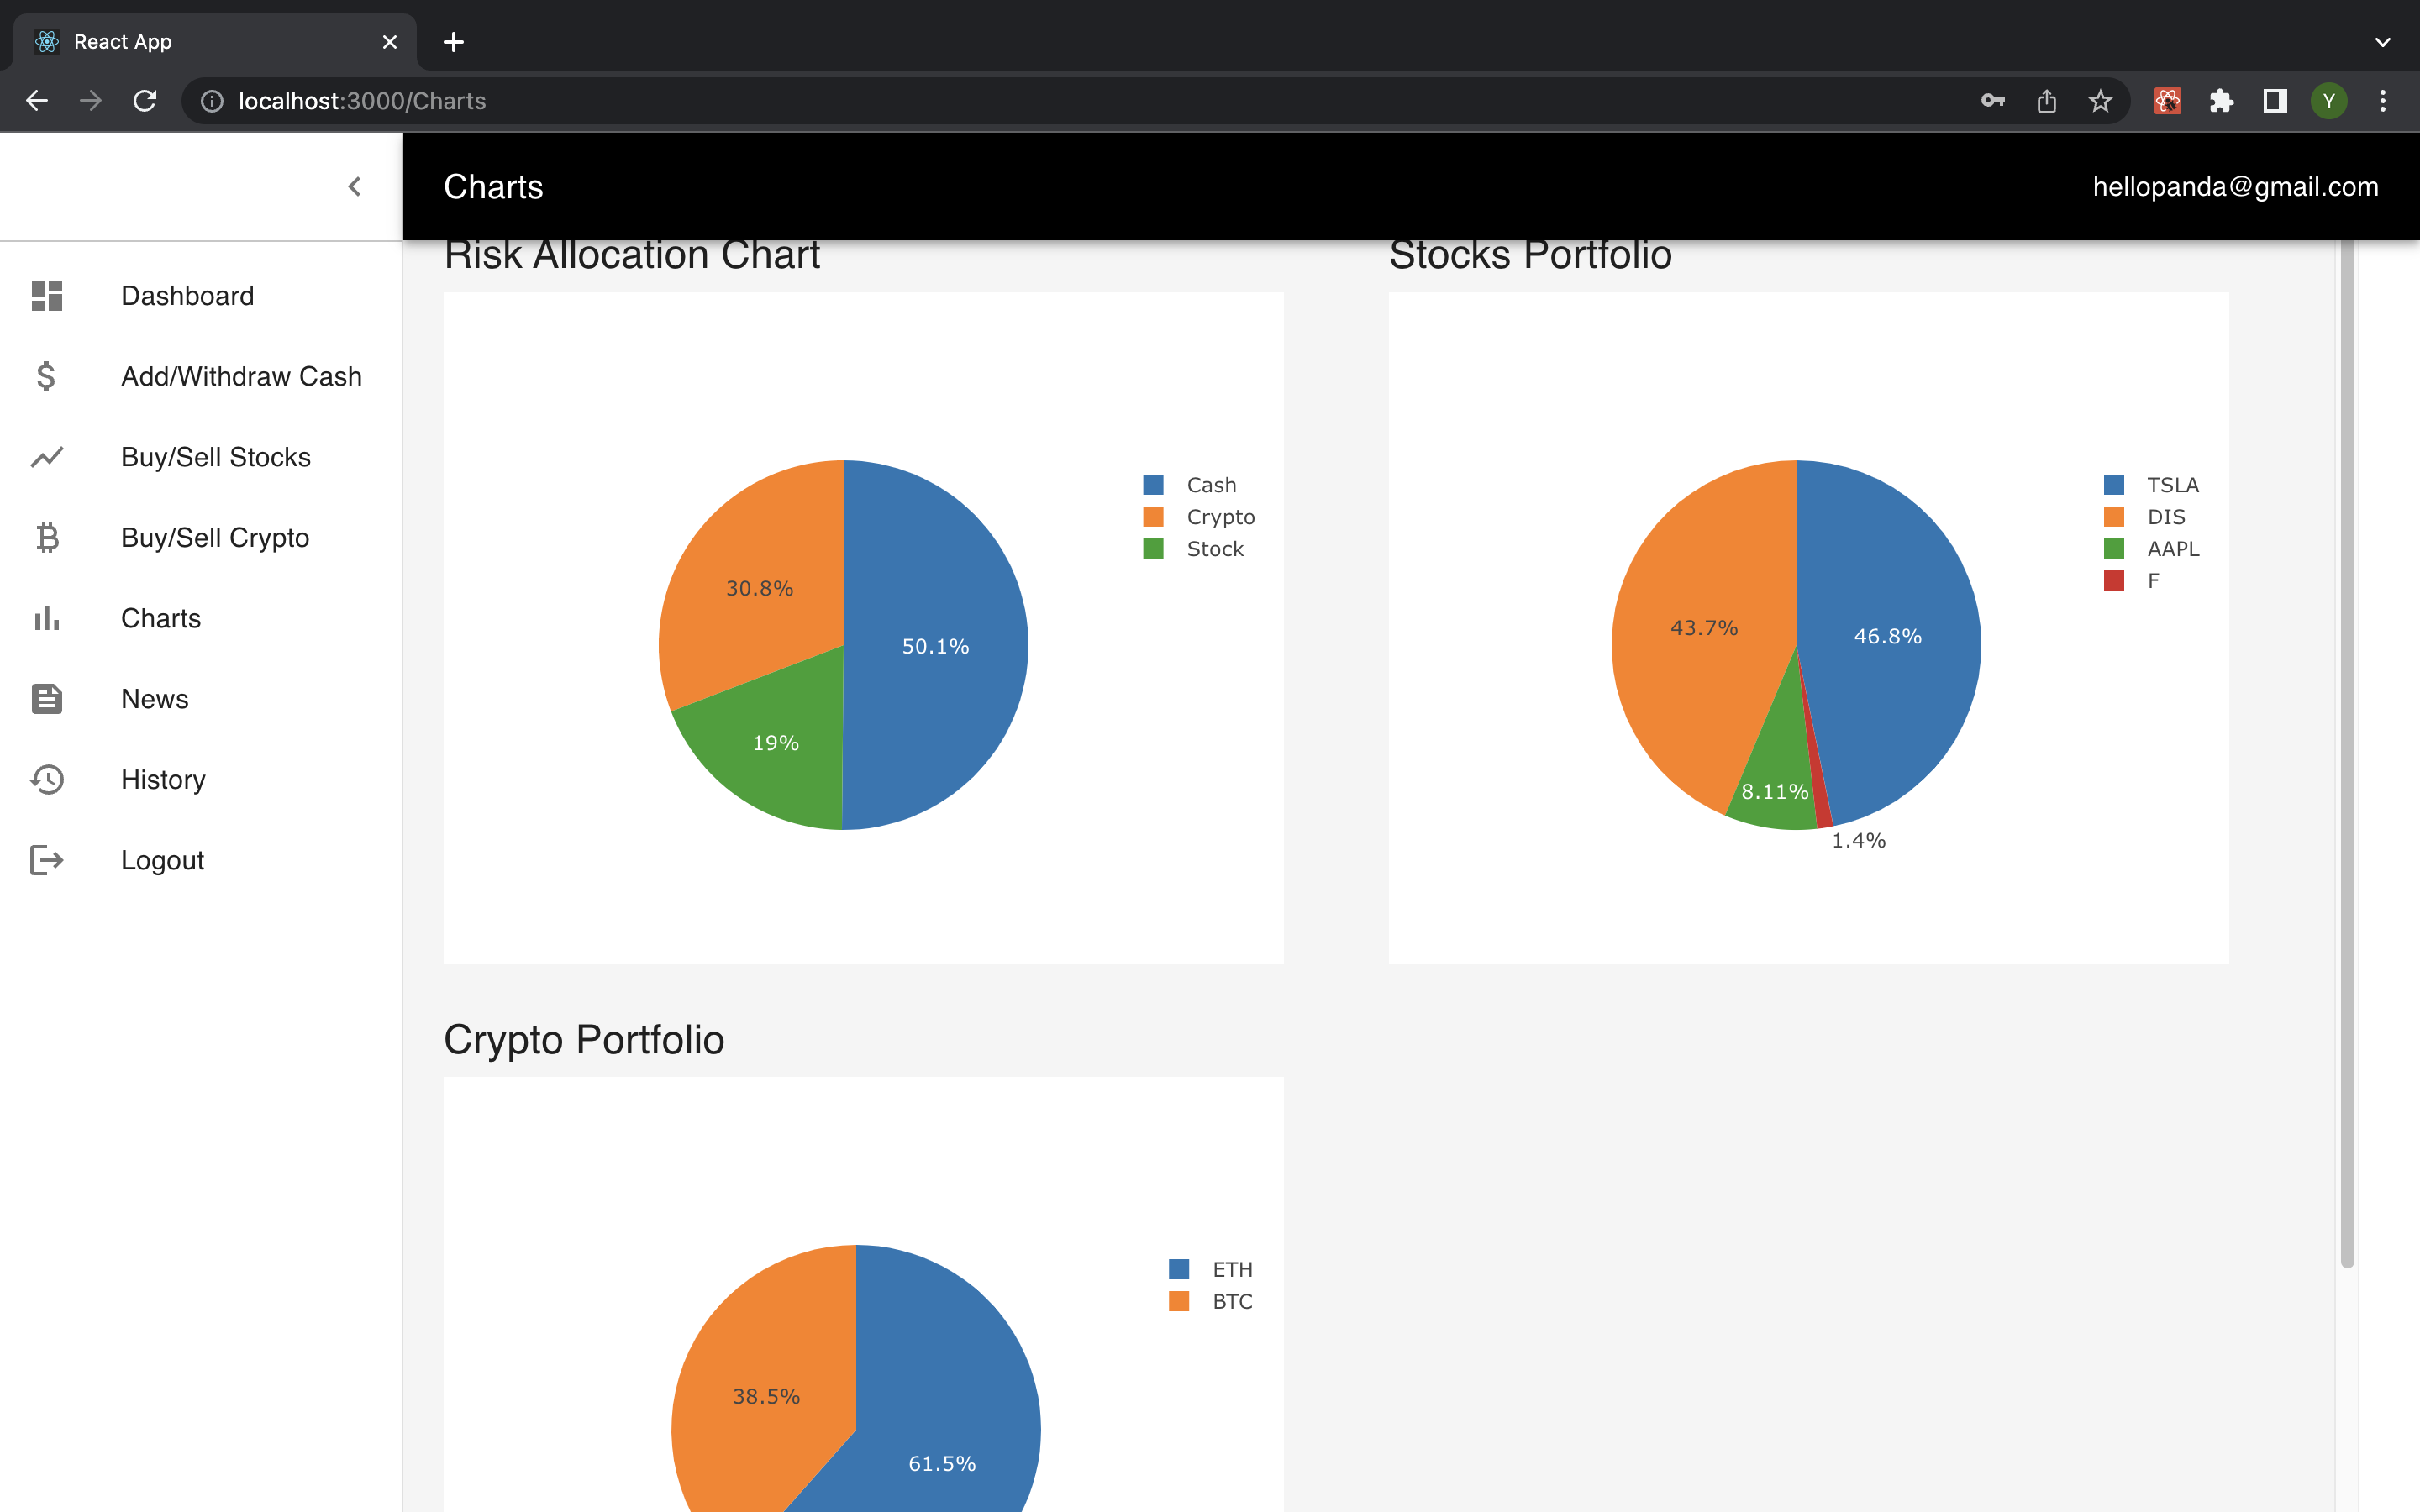 React App
localhost:3000/Charts
Y
Charts
hellopanda@gmail.com
Dashboard
Add/Withdraw Cash
Buy/Sell Stocks
Buy/Sell Crypto
Charts
News
History
Logout
Risk Allocation Chart
Cash
Crypto
Stock
30.8%
50.1%
19%
Stocks Portfolio
TSLA
DIS
AAPL
F
43.7%
46.8%
8.11%
1.4%
Crypto Portfolio
ETH
BTC
38.5%
61.5%